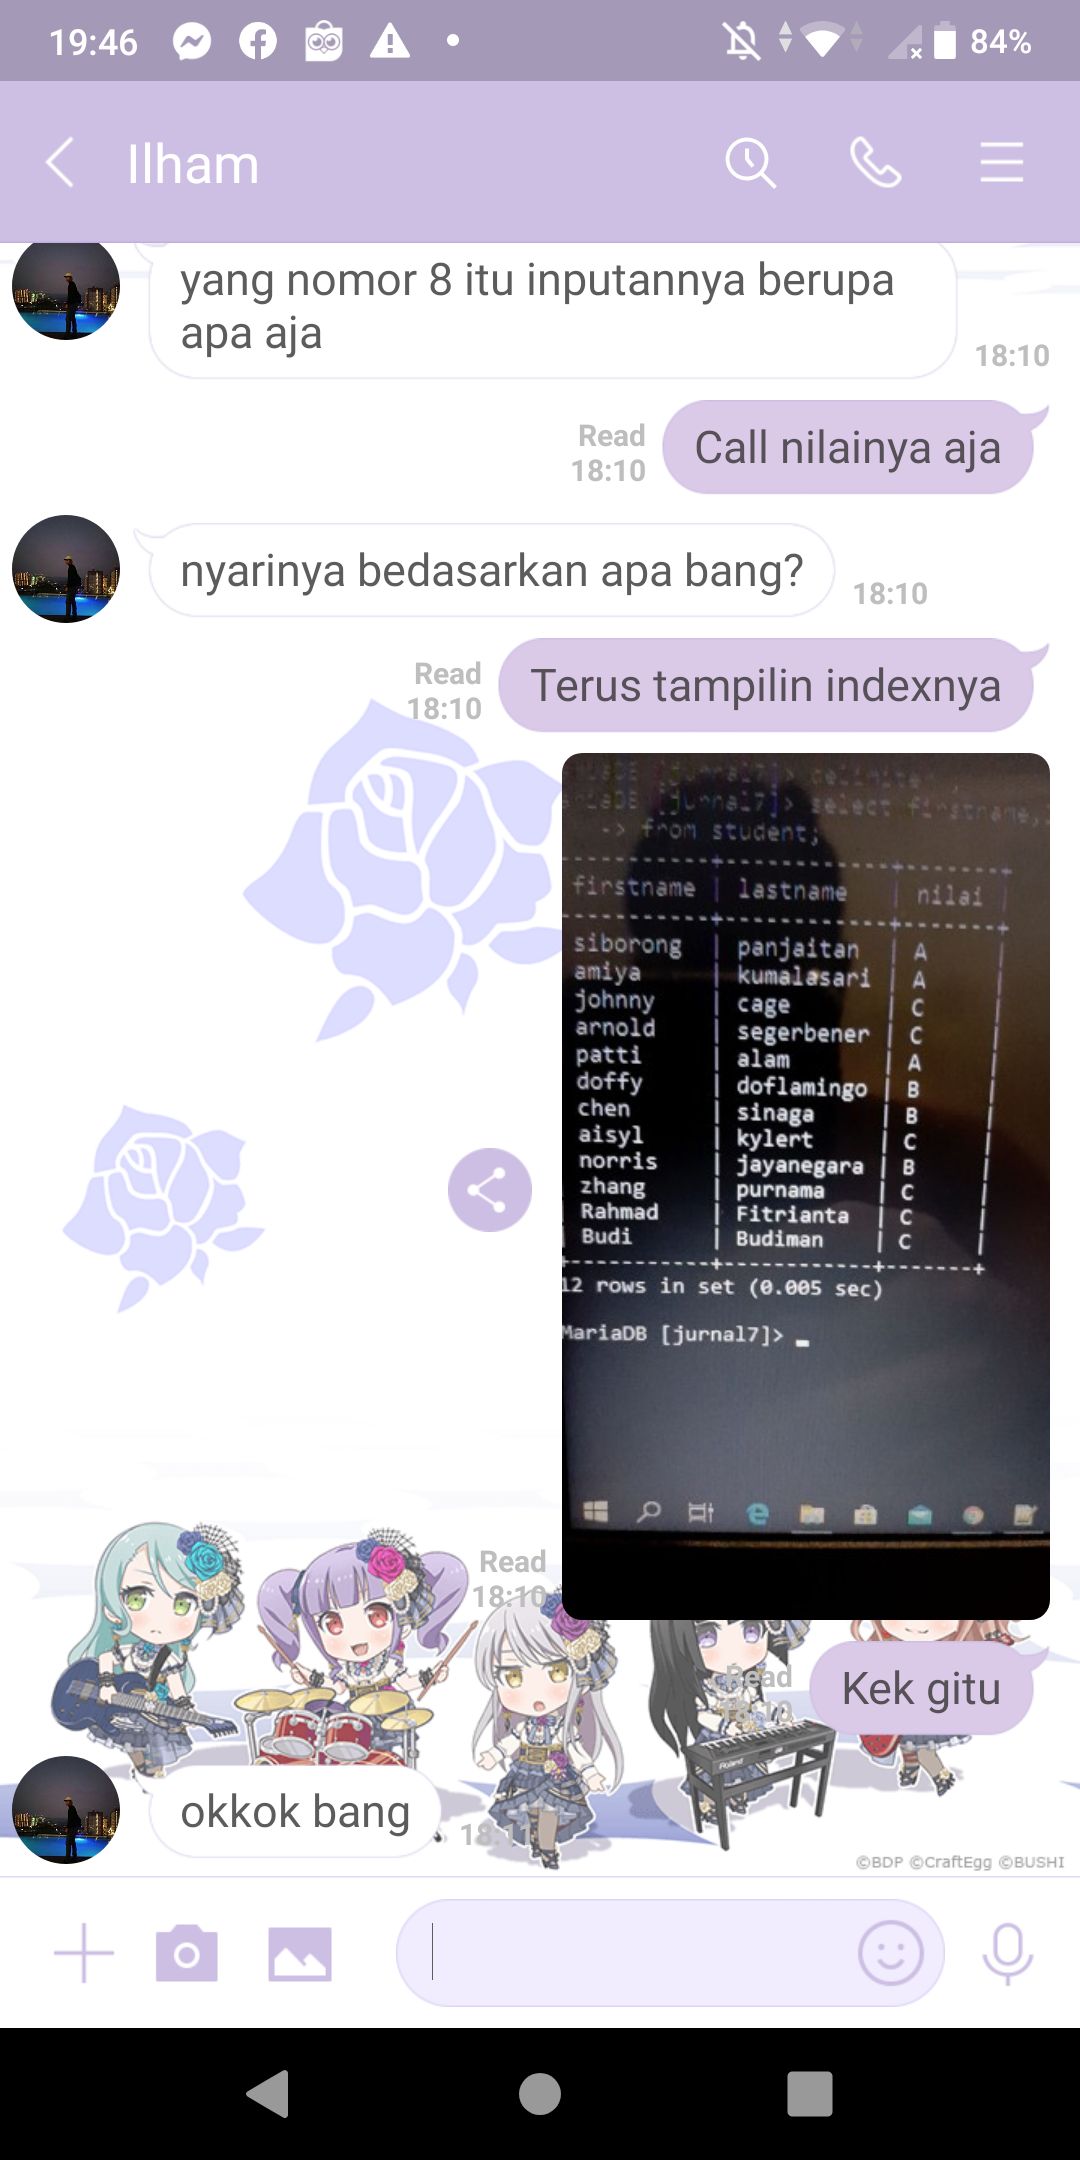 19:46
84%
Ilham
yang nomor 8 itu inputannya berupa
apa aja
18:10
Call nilainya aja
Read
18:10
nyarinya bedasarkan apa bang?
18:10
Terus tampilin indexnya
Read
18:10
[jurnal7]> delimiter
[jurnal7]> select firstname,
-> from student;
firstname | lastname | nilai
siborong | panjaitan | A
amiya | kumalasari | A
johnny | cage | C
arnold | segerbener | C
patti | alam | A
doffy | doflamingo | B
chen | sinaga | B
aisyl | kylert | C
norris | jayanegara | B
zhang | purnama | C
Rahmad | Fitrianta | C
Budi | Budiman | C
12 rows in set (0.005 sec)
MariaDB [jurnal7]>
Read
18:10
Kek gitu
Read
18:10
Roland
okkok bang
18:11
©BDP ©CraftEgg ©BUSHI